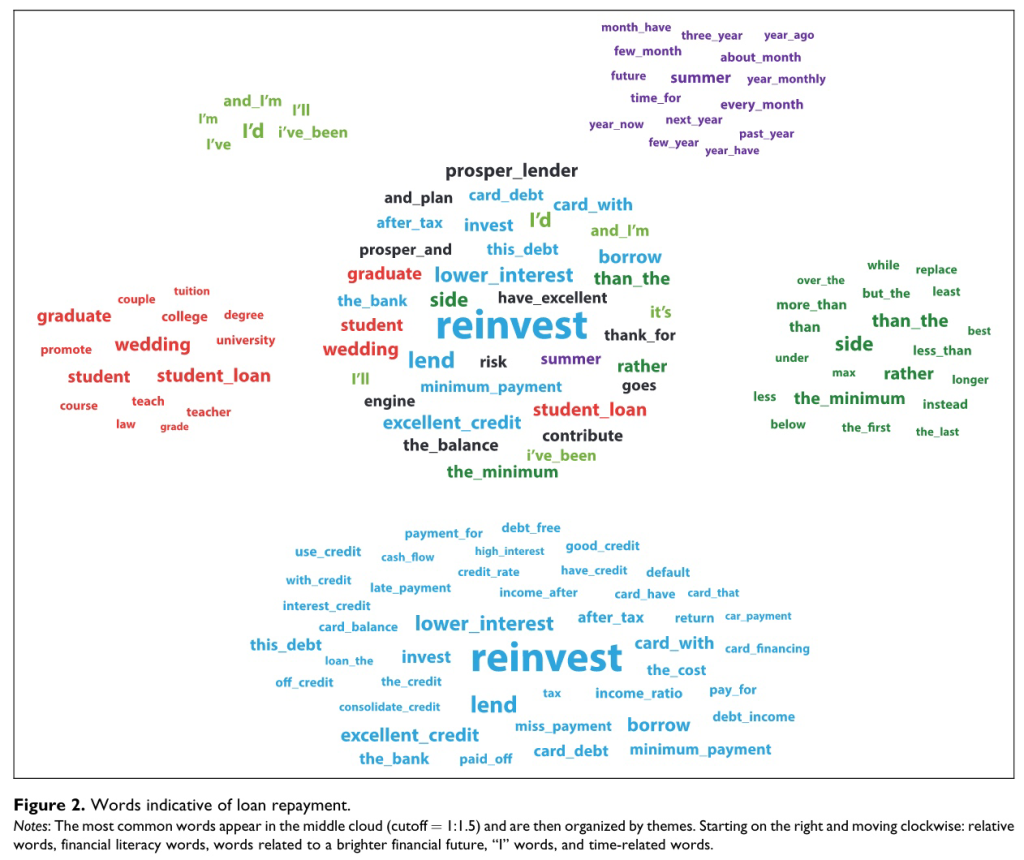 month_have three_year year_ago
few_month about_month
future summer year_monthly
time_for every_month
year_now next_year past_year
few_year year_have
and_I'm I'll
I'm I'd i've_been
I've
prosper_lender
and_plan card_debt card_with
after_tax invest I'd and_I'm
prosper_and this_debt borrow
graduate lower_interest than_the
the_bank side have_excellent it's
student reinvest thank_for
wedding lend risk summer rather
I'll minimum_payment goes
engine student_loan
excellent_credit contribute
the_balance i've_been
the_minimum
couple tuition
graduate college degree
promote wedding university
student student_loan
course teach teacher
law grade
over_the while replace
more_than but_the least
than than_the best
side less_than
under max rather longer
less the_minimum instead
below the_first the_last
payment_for debt_free
use_credit cash_flow high_interest good_credit
with_credit late_payment credit_rate have_credit default
interest_credit income_after card_have card_that
card_balance lower_interest after_tax return car_payment
this_debt loan_the invest reinvest card_with card_financing
off_credit the_credit the_cost
consolidate_credit lend tax income_ratio pay_for
excellent_credit miss_payment borrow debt_income
the_bank paid_off card_debt minimum_payment
Figure 2. Words indicative of loan repayment.
Notes: The most common words appear in the middle cloud (cutoff = 1:1.5) and are then organized by themes. Starting on the right and moving clockwise: relative
words, financial literacy words, words related to a brighter financial future, “I” words, and time-related words.